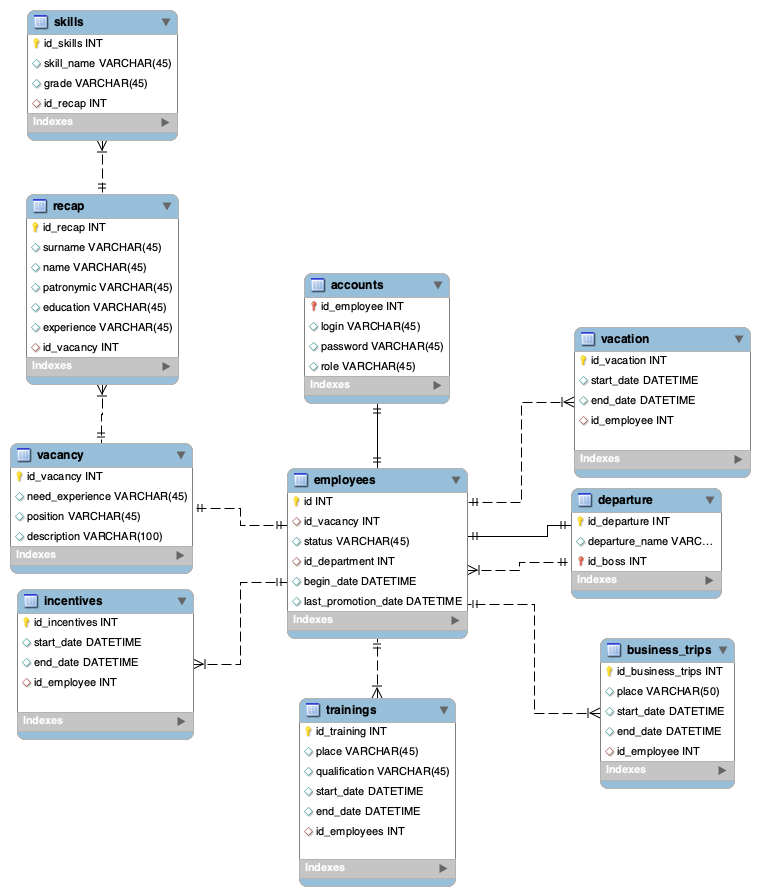 skills
id_skills INT
skill_name VARCHAR(45)
grade VARCHAR(45)
id_recap INT
Indexes
recap
id_recap INT
surname VARCHAR(45)
name VARCHAR(45)
patronymic VARCHAR(45)
education VARCHAR(45)
experience VARCHAR(45)
id_vacancy INT
Indexes
accounts
id_employee INT
login VARCHAR(45)
password VARCHAR(45)
role VARCHAR(45)
Indexes
vacation
id_vacation INT
start_date DATETIME
end_date DATETIME
id_employee INT
Indexes
vacancy
id_vacancy INT
need_experience VARCHAR(45)
position VARCHAR(45)
description VARCHAR(100)
Indexes
employees
id INT
id_vacancy INT
status VARCHAR(45)
id_department INT
begin_date DATETIME
last_promotion_date DATETIME
Indexes
departure
id_departure INT
departure_name VARC...
id_boss INT
Indexes
incentives
id_incentives INT
start_date DATETIME
end_date DATETIME
id_employee INT
Indexes
business_trips
id_business_trips INT
place VARCHAR(50)
start_date DATETIME
end_date DATETIME
id_employee INT
Indexes
trainings
id_training INT
place VARCHAR(45)
qualification VARCHAR(45)
start_date DATETIME
end_date DATETIME
id_employees INT
Indexes